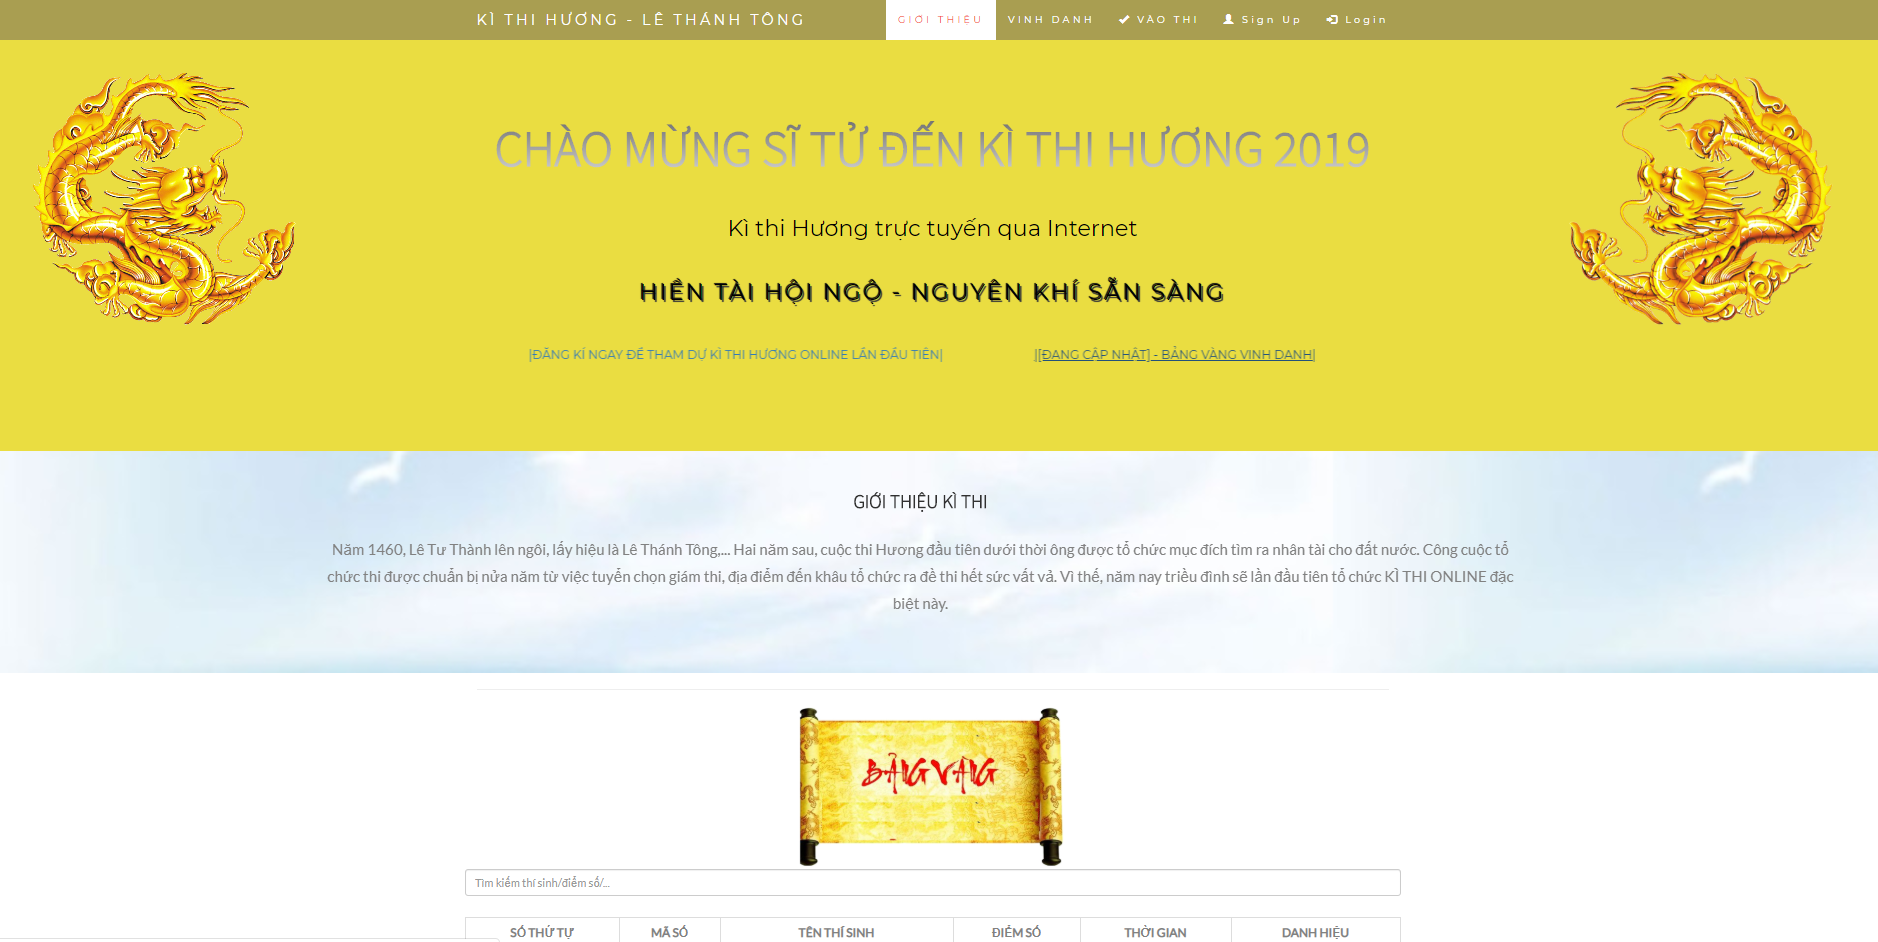 KÌ THI HƯƠNG - LÊ THÁNH TÔNG
GIỚI THIỆU
VINH DANH
VÀO THI
Sign Up
Login
CHÀO MỪNG SĨ TỬ ĐẾN KÌ THI HƯƠNG 2019
Kì thi Hương trực tuyến qua Internet
HIỀN TÀI HỘI NGỘ - NGUYÊN KHÍ SẴN SÀNG
|ĐĂNG KÍ NGAY ĐỂ THAM DỰ KÌ THI HƯƠNG ONLINE LẦN ĐẦU TIÊN|
|[ĐANG CẬP NHẬT] - BẢNG VÀNG VINH DANH|
GIỚI THIỆU KÌ THI
Năm 1460, Lê Tư Thành lên ngôi, lấy hiệu là Lê Thánh Tông,... Hai năm sau, cuộc thi Hương đầu tiên dưới thời ông được tổ chức mục đích tìm ra nhân tài cho đất nước. Công cuộc tổ
chức thi được chuẩn bị nửa năm từ việc tuyển chọn giám thi, địa điểm đến khâu tổ chức ra đề thi hết sức vất vả. Vì thế, năm nay triều đình sẽ lần đầu tiên tổ chức KÌ THI ONLINE đặc
biệt này.
BẢNG VÀNG
Tìm kiếm thí sinh/điểm số/...
SỐ THỨ TỰ
MÃ SỐ
TÊN THÍ SINH
ĐIỂM SỐ
THỜI GIAN
DANH HIỆU